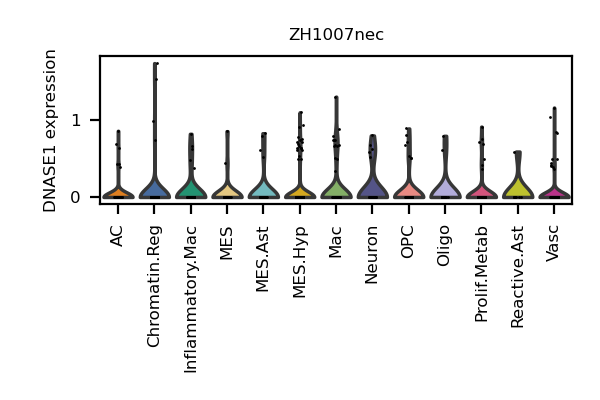 ZH1007nec
DNASE1 expression
1
0
AC
Chromatin.Reg
Inflammatory.Mac
MES
MES.Ast
MES.Hyp
Mac
Neuron
OPC
Oligo
Prolif.Metab
Reactive.Ast
Vasc